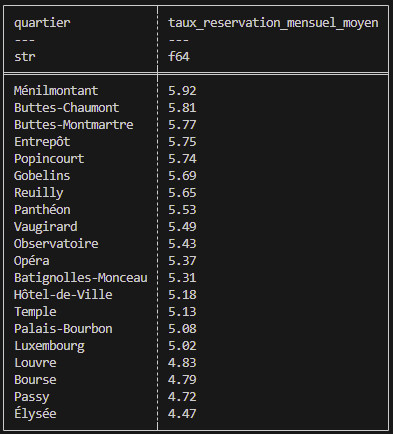 quartier taux_reservation_mensuel_moyen
--- ---
str f64
Ménilmontant 5.92
Buttes-Chaumont 5.81
Buttes-Montmartre 5.77
Entrepôt 5.75
Popincourt 5.74
Gobelins 5.69
Reuilly 5.65
Panthéon 5.53
Vaugirard 5.49
Observatoire 5.43
Opéra 5.37
Batignolles-Monceau 5.31
Hôtel-de-Ville 5.18
Temple 5.13
Palais-Bourbon 5.08
Luxembourg 5.02
Louvre 4.83
Bourse 4.79
Passy 4.72
Élysée 4.47